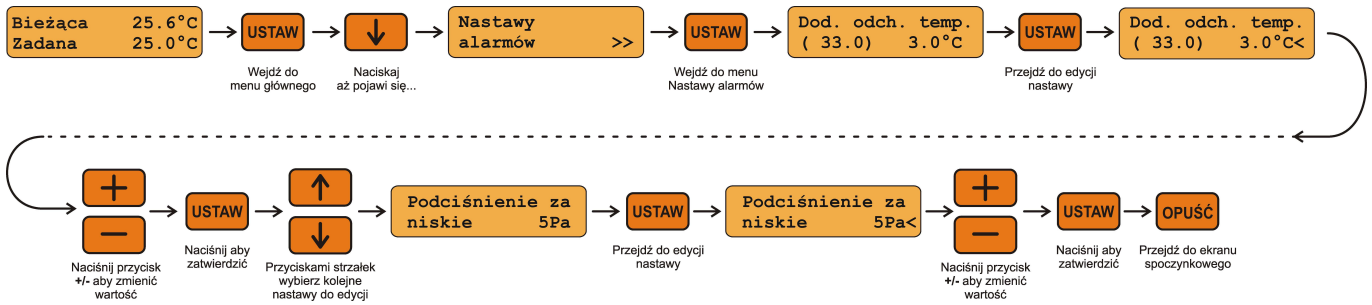 Bieżąca 25.6°C
Zadana 25.0°C
USTAW
Wejdź do
menu głównego
Naciskaj
aż pojawi się...
Nastawy
alarmów >>
USTAW
Wejdź do menu
Nastawy alarmów
Dod. odch. temp.
( 33.0) 3.0°C
USTAW
Przejdź do edycji
nastawy
Dod. odch. temp.
( 33.0) 3.0°C<
Naciśnij przycisk
+/- aby zmienić
wartość
USTAW
Naciśnij aby
zatwierdzić
Przyciskami strzałek
wybierz kolejne
nastawy do edycji
Podciśnienie za
niskie 5Pa
USTAW
Przejdź do edycji
nastawy
Podciśnienie za
niskie 5Pa<
Naciśnij przycisk
+/- aby zmienić
wartość
USTAW
Naciśnij aby
zatwierdzić
OPUŚĆ
Przejdź do ekranu
spoczynkowego